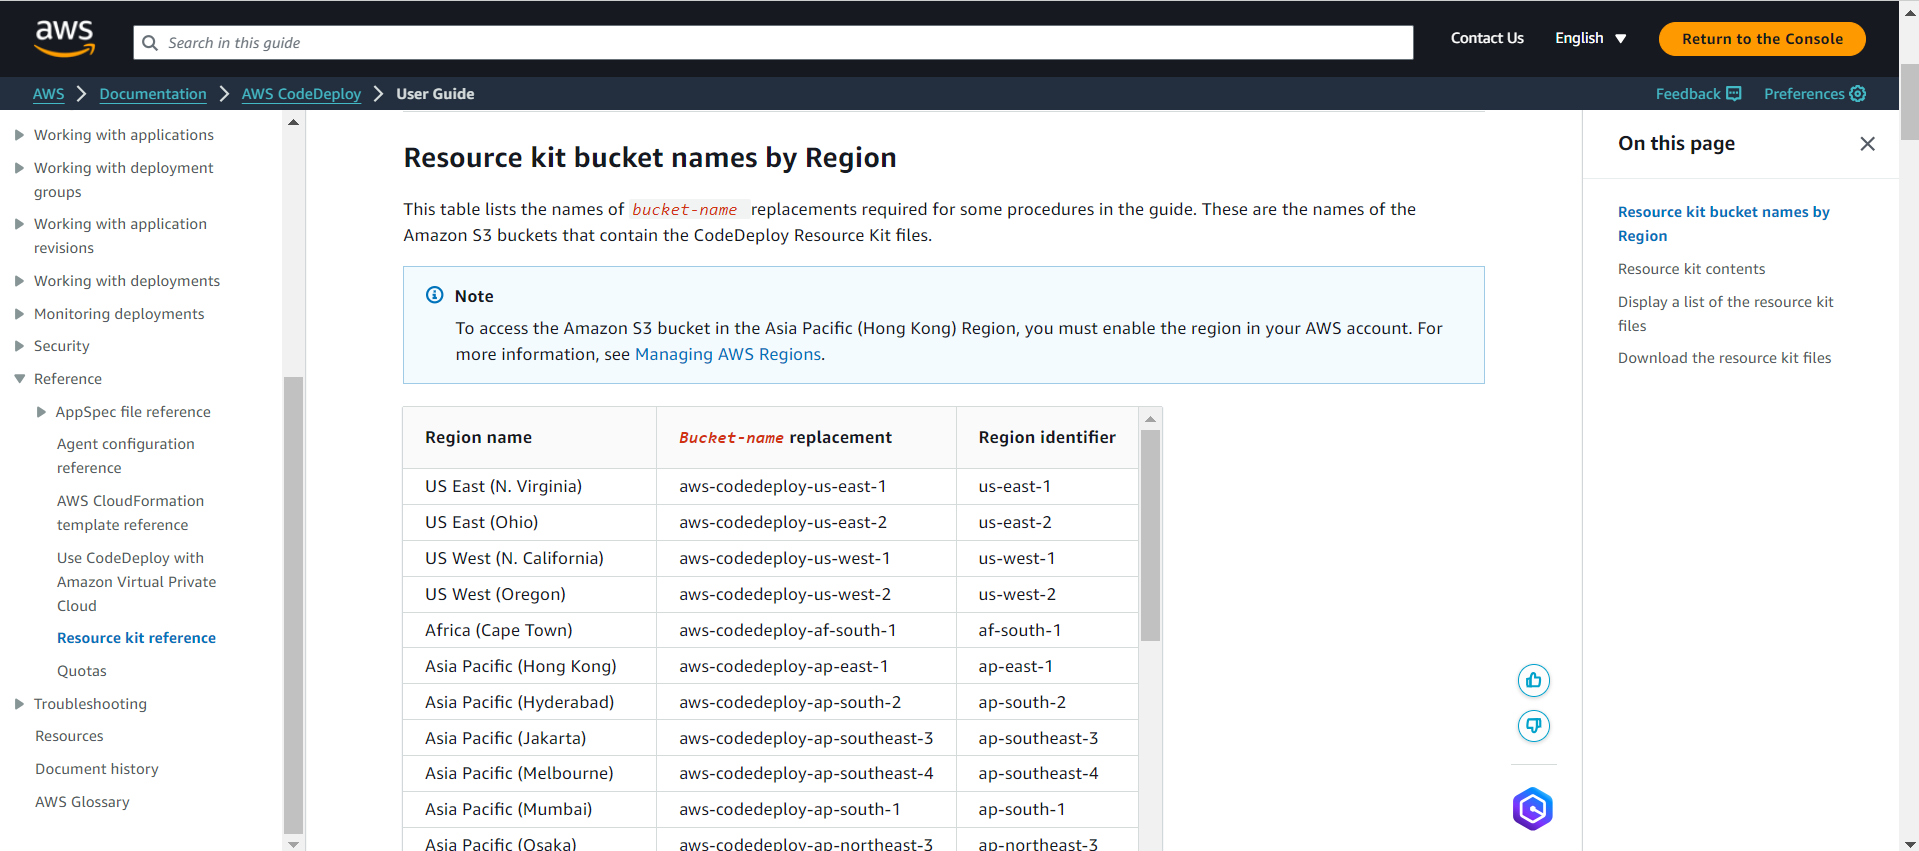 aws
Search in this guide
Contact Us
English
Return to the Console
AWS
Documentation
AWS CodeDeploy
User Guide
Feedback
Preferences
Working with applications
Working with deployment
groups
Working with application
revisions
Working with deployments
Monitoring deployments
Security
Reference
AppSpec file reference
Agent configuration
reference
AWS CloudFormation
template reference
Use CodeDeploy with
Amazon Virtual Private
Cloud
Resource kit reference
Quotas
Troubleshooting
Resources
Document history
AWS Glossary
Resource kit bucket names by Region
This table lists the names of bucket-name replacements required for some procedures in the guide. These are the names of the
Amazon S3 buckets that contain the CodeDeploy Resource Kit files.
Note
To access the Amazon S3 bucket in the Asia Pacific (Hong Kong) Region, you must enable the region in your AWS account. For
more information, see Managing AWS Regions.
Region name Bucket-name replacement Region identifier
US East (N. Virginia) aws-codedeploy-us-east-1 us-east-1
US East (Ohio) aws-codedeploy-us-east-2 us-east-2
US West (N. California) aws-codedeploy-us-west-1 us-west-1
US West (Oregon) aws-codedeploy-us-west-2 us-west-2
Africa (Cape Town) aws-codedeploy-af-south-1 af-south-1
Asia Pacific (Hong Kong) aws-codedeploy-ap-east-1 ap-east-1
Asia Pacific (Hyderabad) aws-codedeploy-ap-south-2 ap-south-2
Asia Pacific (Jakarta) aws-codedeploy-ap-southeast-3 ap-southeast-3
Asia Pacific (Melbourne) aws-codedeploy-ap-southeast-4 ap-southeast-4
Asia Pacific (Mumbai) aws-codedeploy-ap-south-1 ap-south-1
Asia Pacific (Osaka) aws-codedeploy-ap-northeast-3 ap-northeast-3
On this page
Resource kit bucket names by
Region
Resource kit contents
Display a list of the resource kit
files
Download the resource kit files